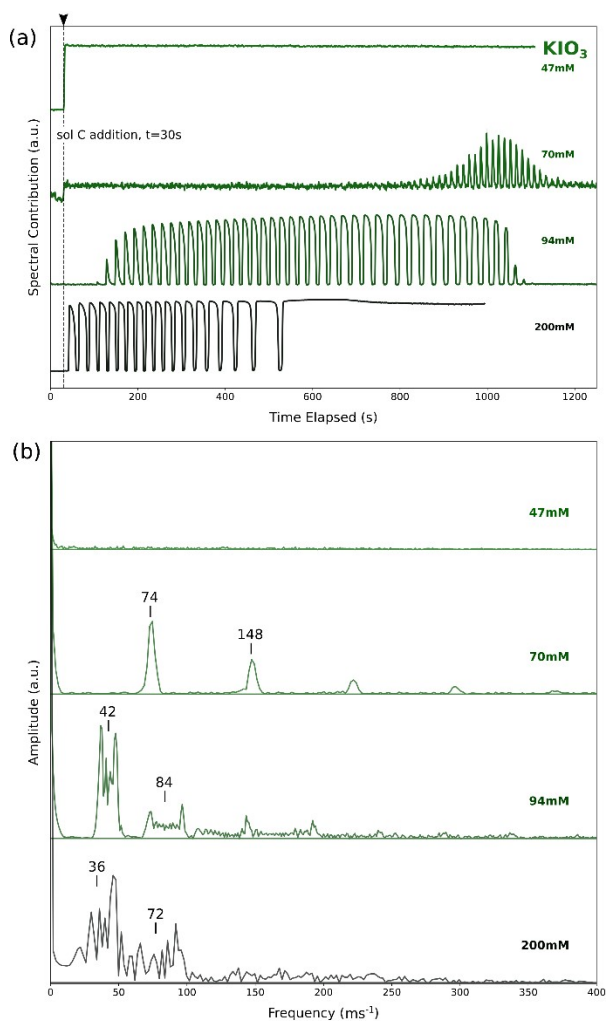 (a)
KIO₃
47mM
sol C addition, t=30s
70mM
94mM
200mM
Spectral Contribution (a.u.)
0 200 400 600 800 1000 1200
Time Elapsed (s)
(b)
47mM
74
148
70mM
42
84
94mM
36
72
200mM
Amplitude (a.u.)
0 50 100 150 200 250 300 350 400
Frequency (ms⁻¹)